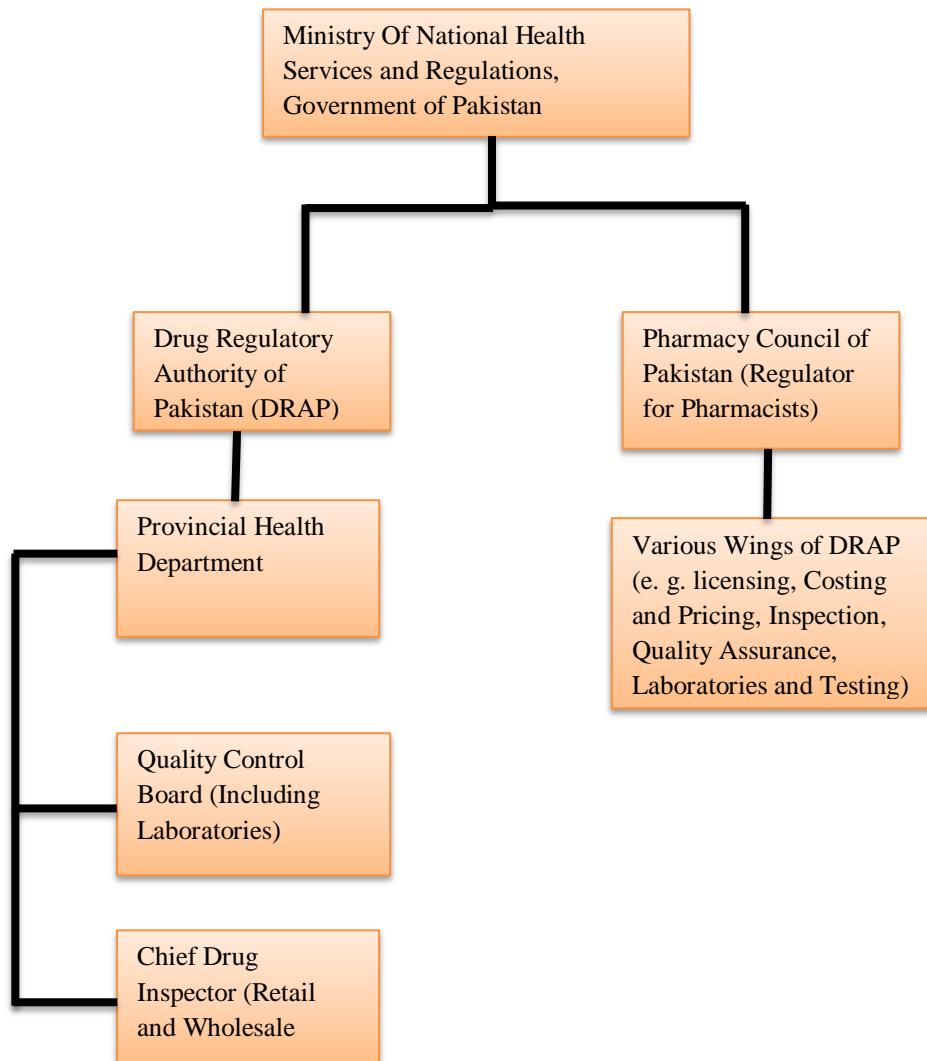 Ministry Of National Health
Services and Regulations,
Government of Pakistan
Drug Regulatory
Authority of
Pakistan (DRAP)
Pharmacy Council of
Pakistan (Regulator
for Pharmacists)
Provincial Health
Department
Various Wings of DRAP
(e. g. licensing, Costing
and Pricing, Inspection,
Quality Assurance,
Laboratories and Testing)
Quality Control
Board (Including
Laboratories)
Chief Drug
Inspector (Retail
and Wholesale